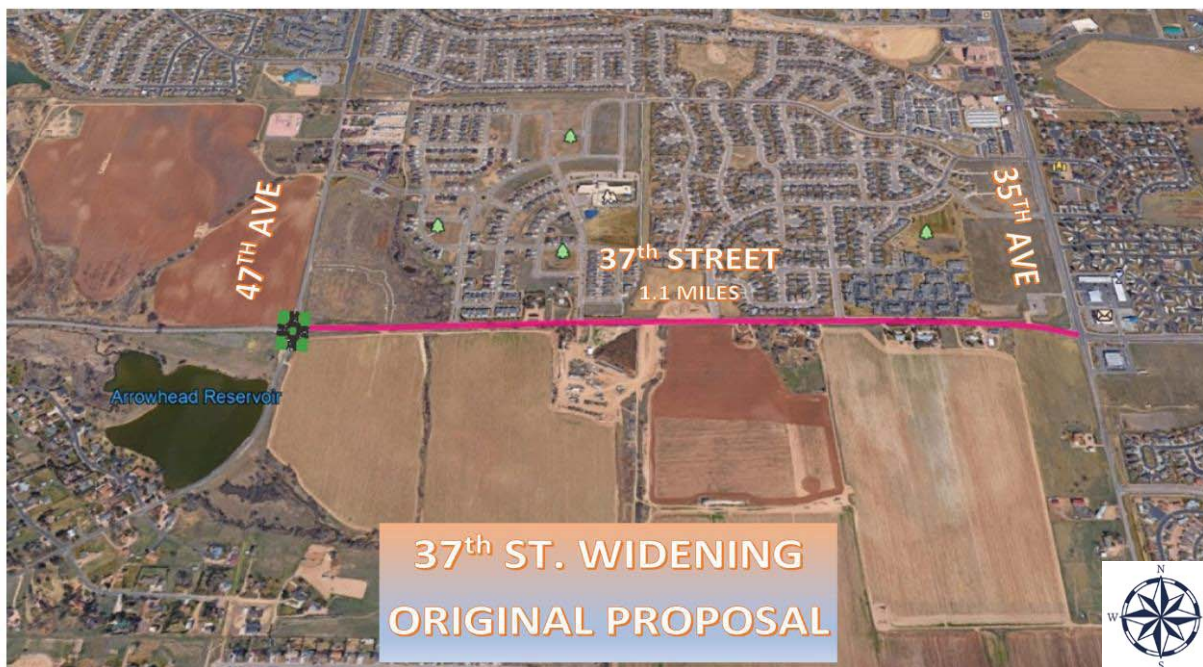 47TH AVE
35TH AVE
37th STREET
1.1 MILES
Arrowhead Reservoir
37th ST. WIDENING
ORIGINAL PROPOSAL
N
W
S